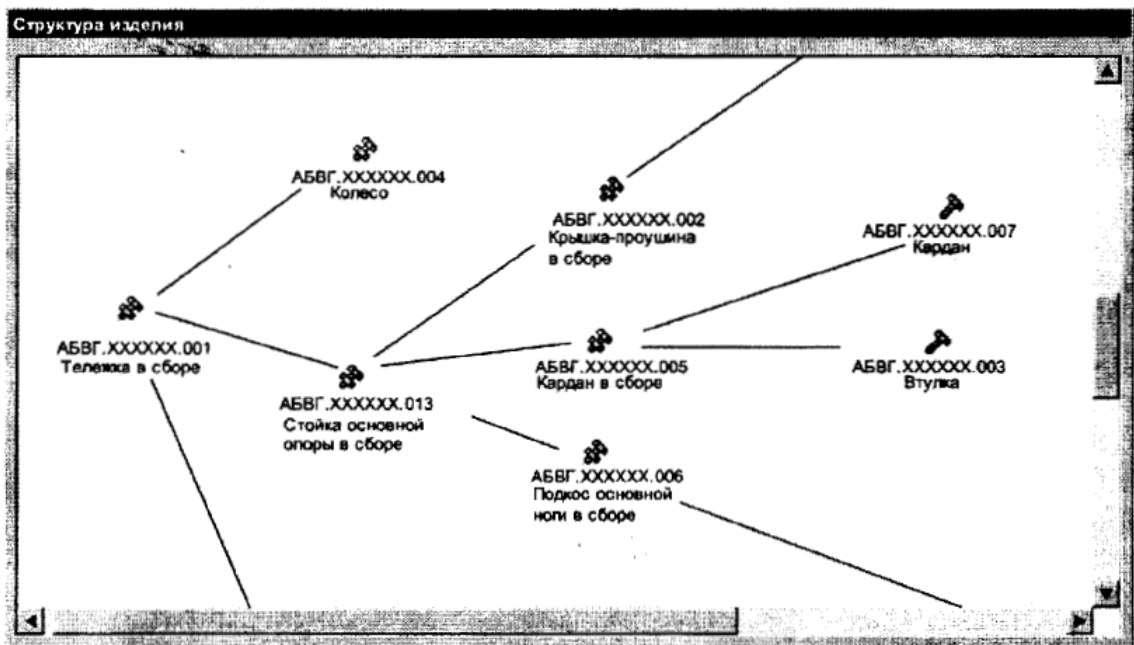 Структура изделия
АБВГ.XXXXXX.004
Колесо
АБВГ.XXXXXX.002
Крышка-проушина
в сборе
АБВГ.XXXXXX.007
Кардан
АБВГ.XXXXXX.001
Тележка в сборе
АБВГ.XXXXXX.013
Стойка основной
опоры в сборе
АБВГ.XXXXXX.005
Кардан в сборе
АБВГ.XXXXXX.003
Втулка
АБВГ.XXXXXX.006
Подкос основной
ноги в сборе